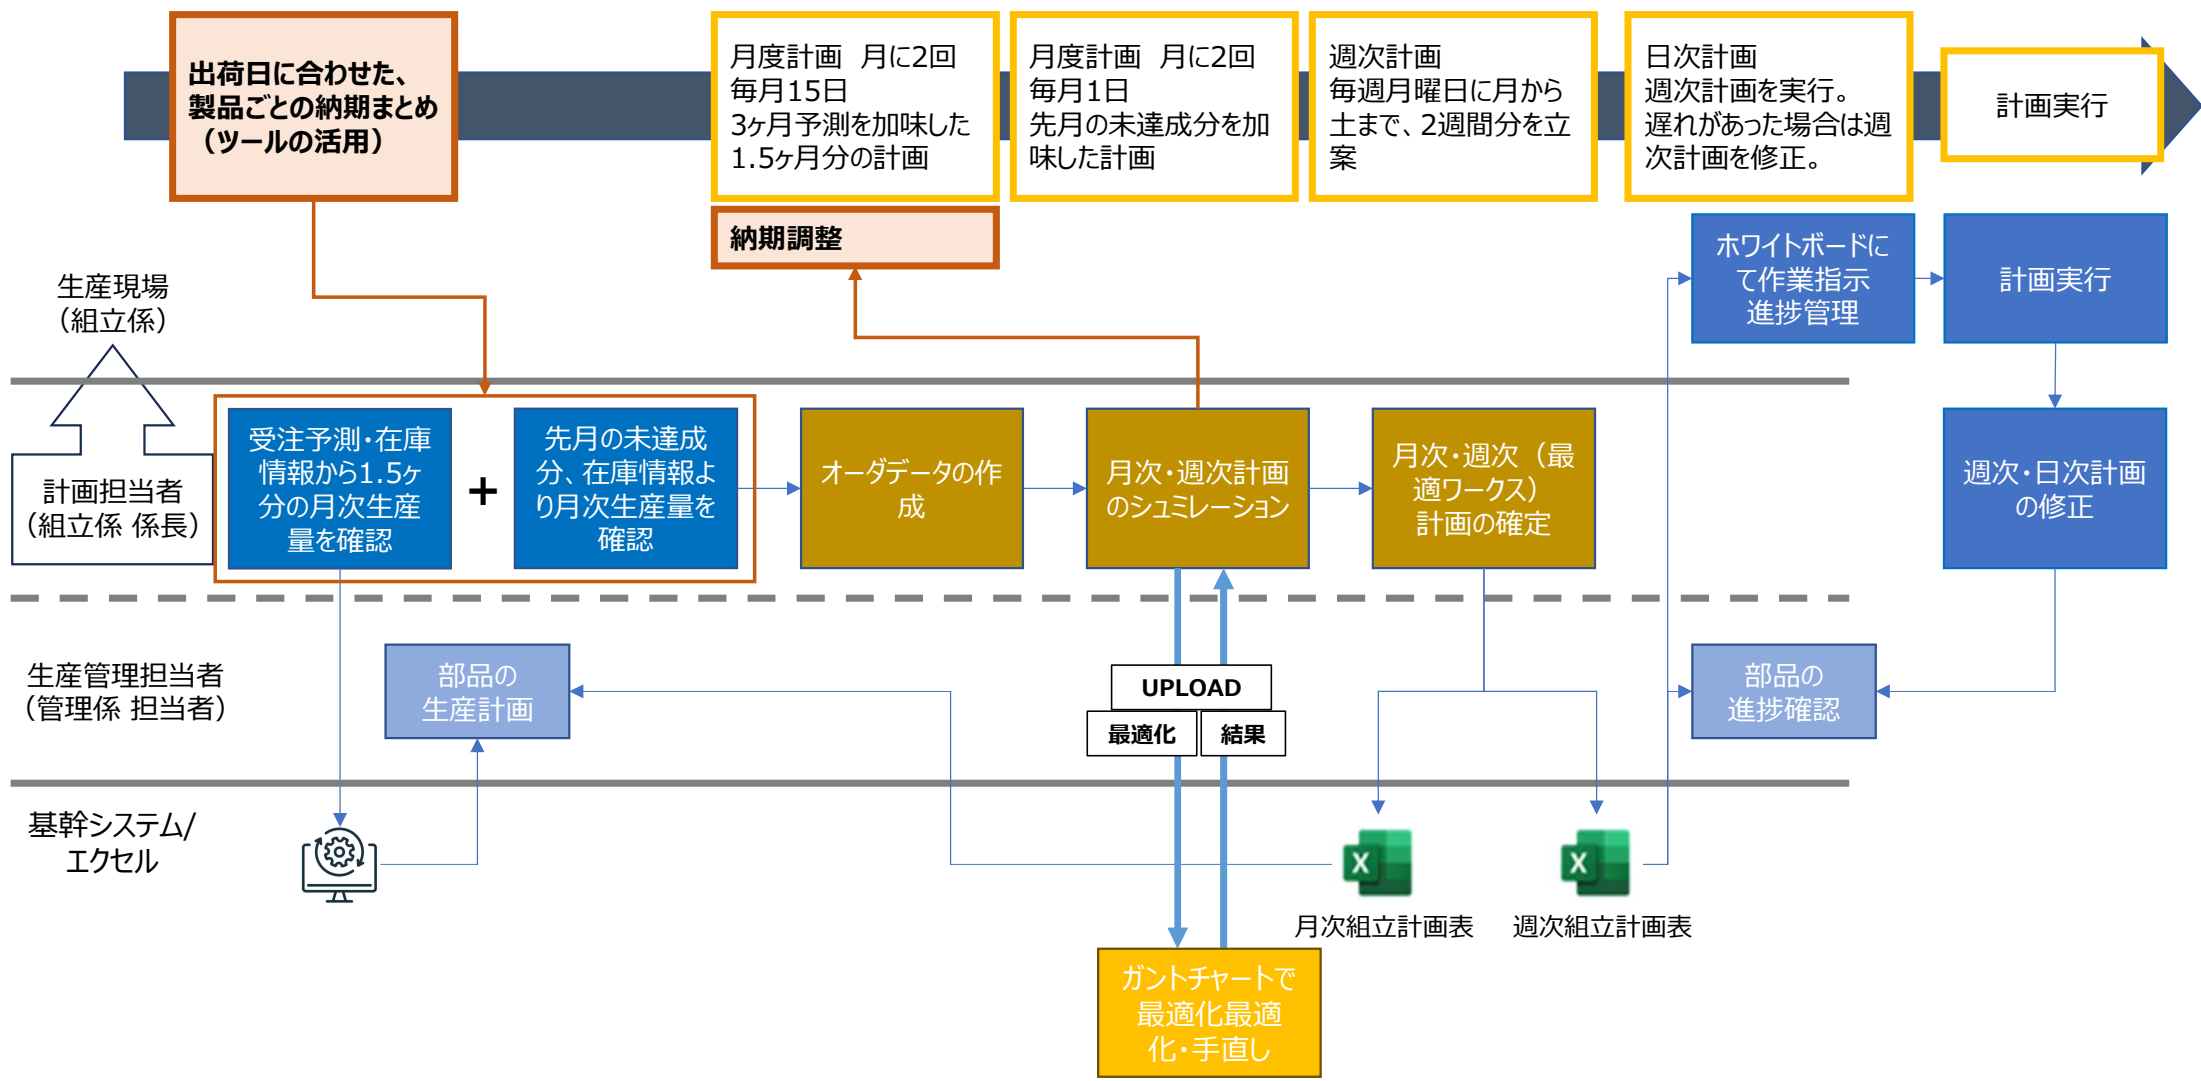 出荷日に合わせた、
製品ごとの納期まとめ
（ツールの活用）
月度計画　月に2回
毎月15日
3ヶ月予測を加味した
1.5ヶ月分の計画
月度計画　月に2回
毎月1日
先月の未達成分を加
味した計画
週次計画
毎週月曜日に月から
土まで、2週間分を立
案
日次計画
週次計画を実行。
遅れがあった場合は週
次計画を修正。
計画実行
納期調整
ホワイトボードに
て作業指示
進捗管理
計画実行
生産現場
（組立係）
計画担当者
（組立係 係長）
受注予測・在庫
情報から1.5ヶ
分の月次生産
量を確認
+
先月の未達成
分、在庫情報よ
り月次生産量を
確認
オーダデータの作
成
月次・週次計画
のシュミレーション
月次・週次（最
適ワークス）
計画の確定
週次・日次計画
の修正
生産管理担当者
（管理係 担当者）
部品の
生産計画
UPLOAD
最適化
結果
部品の
進捗確認
基幹システム/
エクセル
X
X
月次組立計画表
週次組立計画表
ガントチャートで
最適化最適
化・手直し